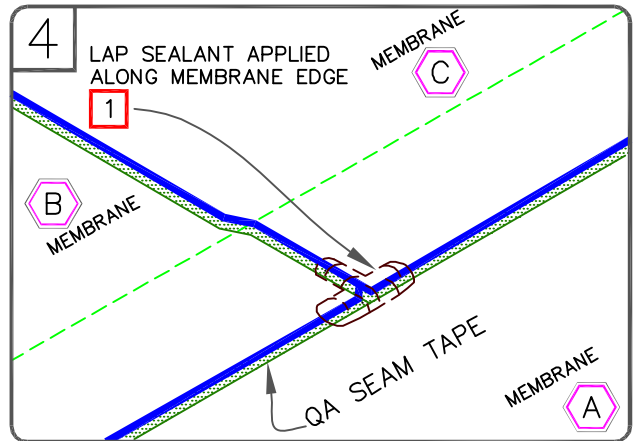 4
LAP SEALANT APPLIED
ALONG MEMBRANE EDGE
1
MEMBRANE
C
B
MEMBRANE
QA SEAM TAPE
MEMBRANE
A